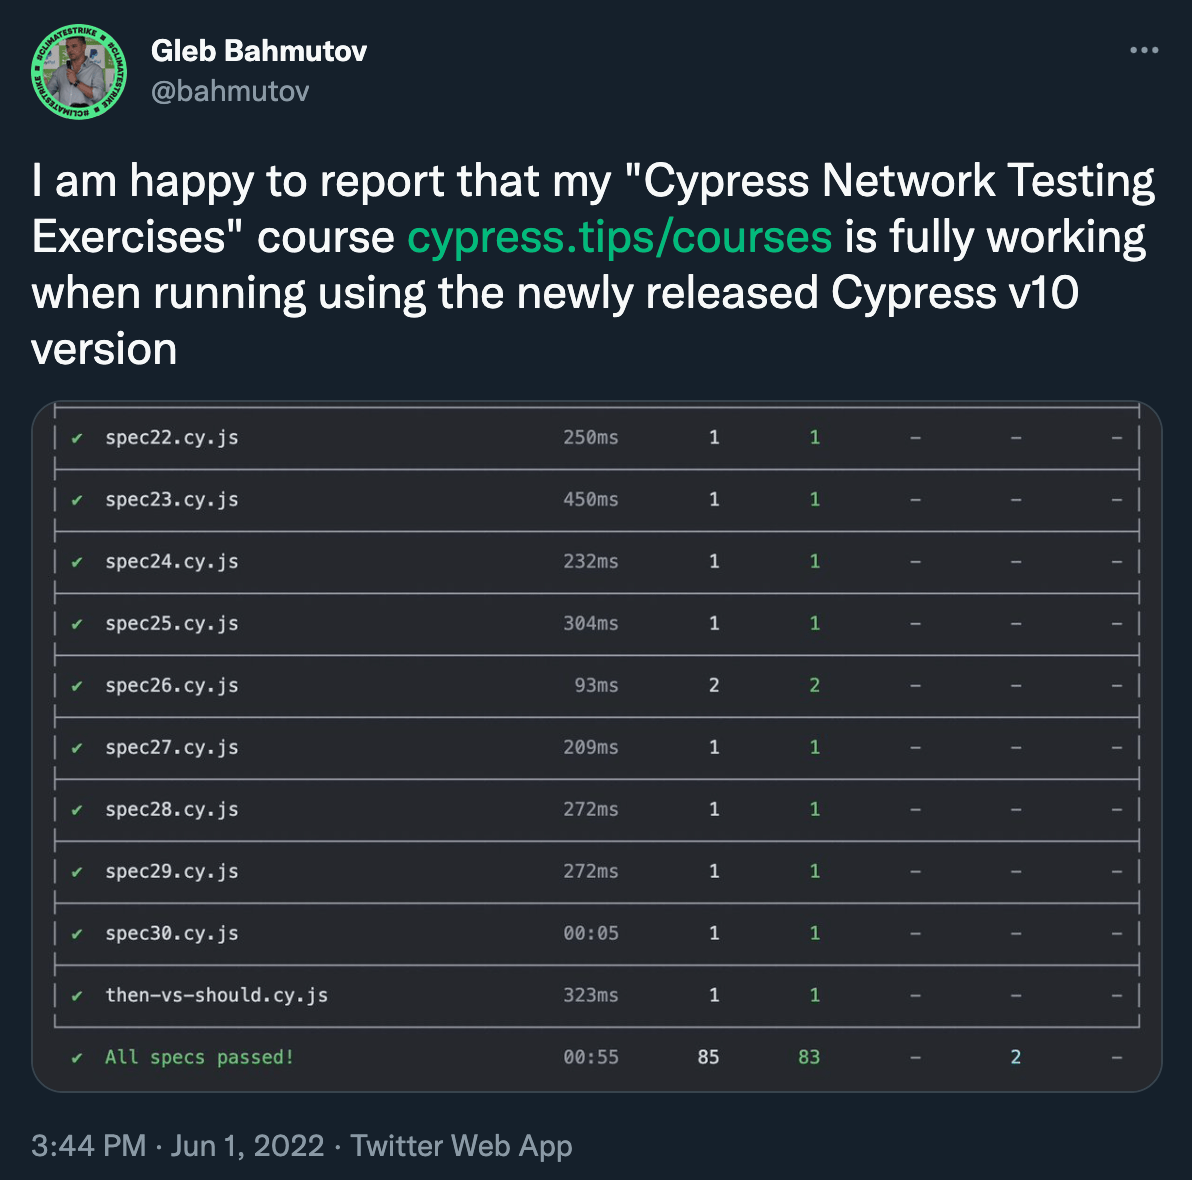 #CLIMATESTRIKE #CLIMATESTRIKE #CLIMATESTRIKE
Gleb Bahmutov
@bahmutov
I am happy to report that my "Cypress Network Testing
Exercises" course cypress.tips/courses is fully working
when running using the newly released Cypress v10
version
✔ spec22.cy.js 250ms 1 1 - - -
✔ spec23.cy.js 450ms 1 1 - - -
✔ spec24.cy.js 232ms 1 1 - - -
✔ spec25.cy.js 304ms 1 1 - - -
✔ spec26.cy.js 93ms 2 2 - - -
✔ spec27.cy.js 209ms 1 1 - - -
✔ spec28.cy.js 272ms 1 1 - - -
✔ spec29.cy.js 272ms 1 1 - - -
✔ spec30.cy.js 00:05 1 1 - - -
✔ then-vs-should.cy.js 323ms 1 1 - - -
✔ All specs passed! 00:55 85 83 - 2 -
3:44 PM · Jun 1, 2022 · Twitter Web App